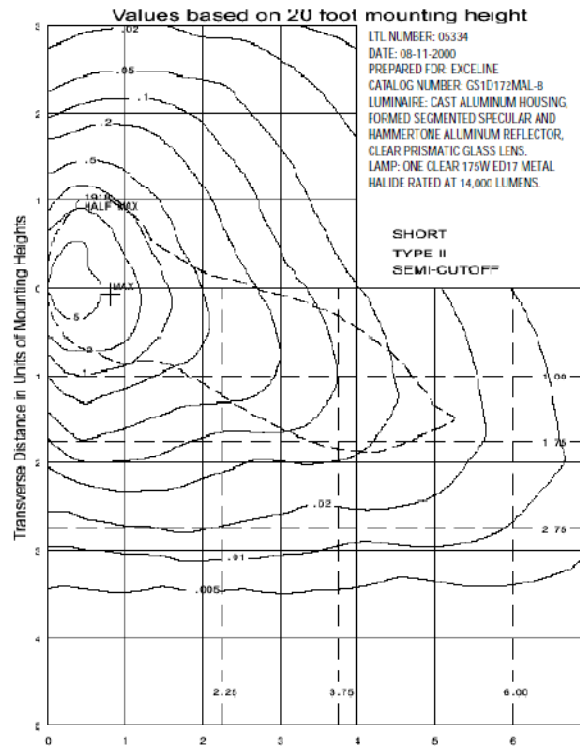 Values based on 20 foot mounting height
LTL NUMBER: 05334
DATE: 08-11-2000
PREPARED FOR: EXCELINE
CATALOG NUMBER: GS1D172MAL-8
LUMINAIRE: CAST ALUMINUM HOUSING,
FORMED SEGMENTED SPECULAR AND
HAMMERTONE ALUMINUM REFLECTOR,
CLEAR PRISMATIC GLASS LENS.
LAMP: ONE CLEAR 175W ED17 METAL
HALIDE RATED AT 14,000 LUMENS.
SHORT
TYPE II
SEMI-CUTOFF
Transverse Distance in Units of Mounting Heights
3
2
1
0
1
2
3
4
5
.02
.05
.1
.2
.5
HALF MAX
MAX
5
2
1
.02
.01
.005
1.00
1.75
2.75
2.25
3.75
6.00
0
1
2
3
4
5
6